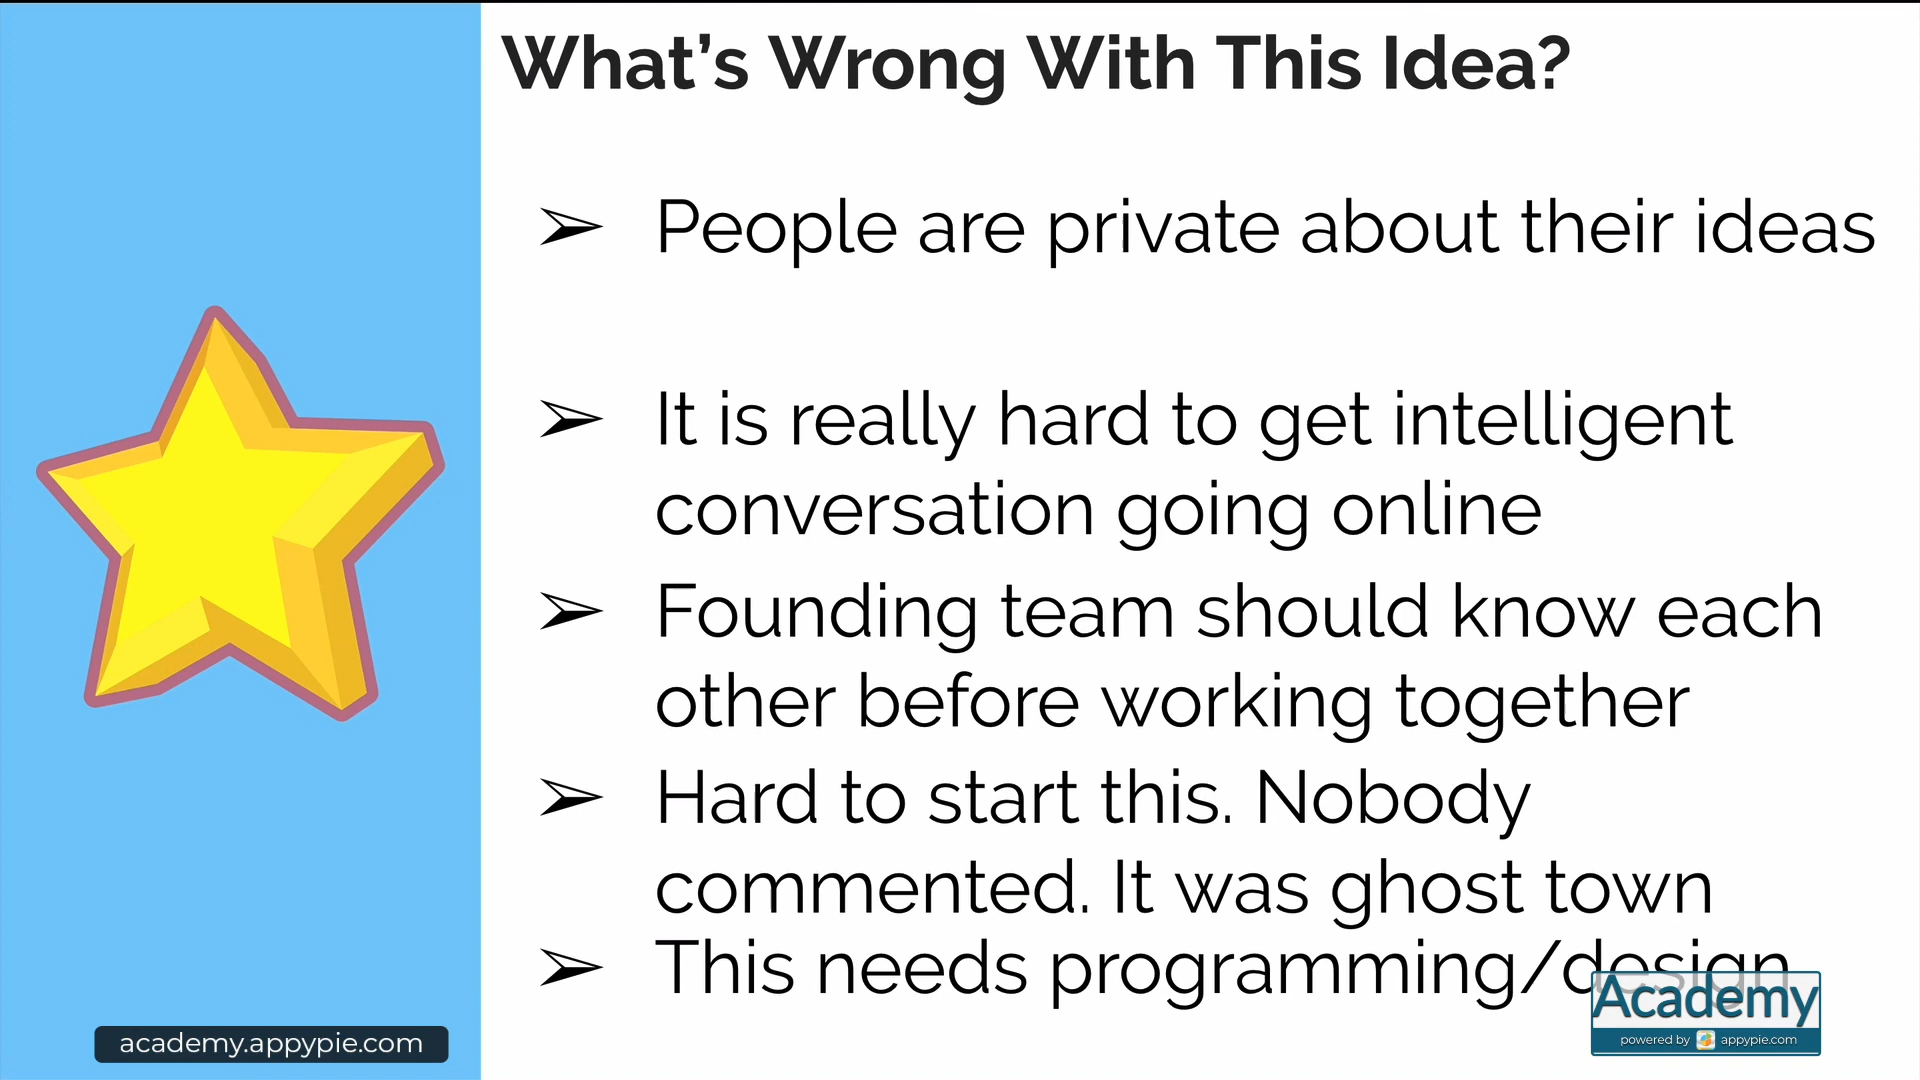 What's Wrong With This Idea?
➢ People are private about their ideas
➢ It is really hard to get intelligent
conversation going online
➢ Founding team should know each
other before working together
➢ Hard to start this. Nobody
commented. It was ghost town
➢ This needs programming/design
Academy
powered by appypie.com
academy.appypie.com